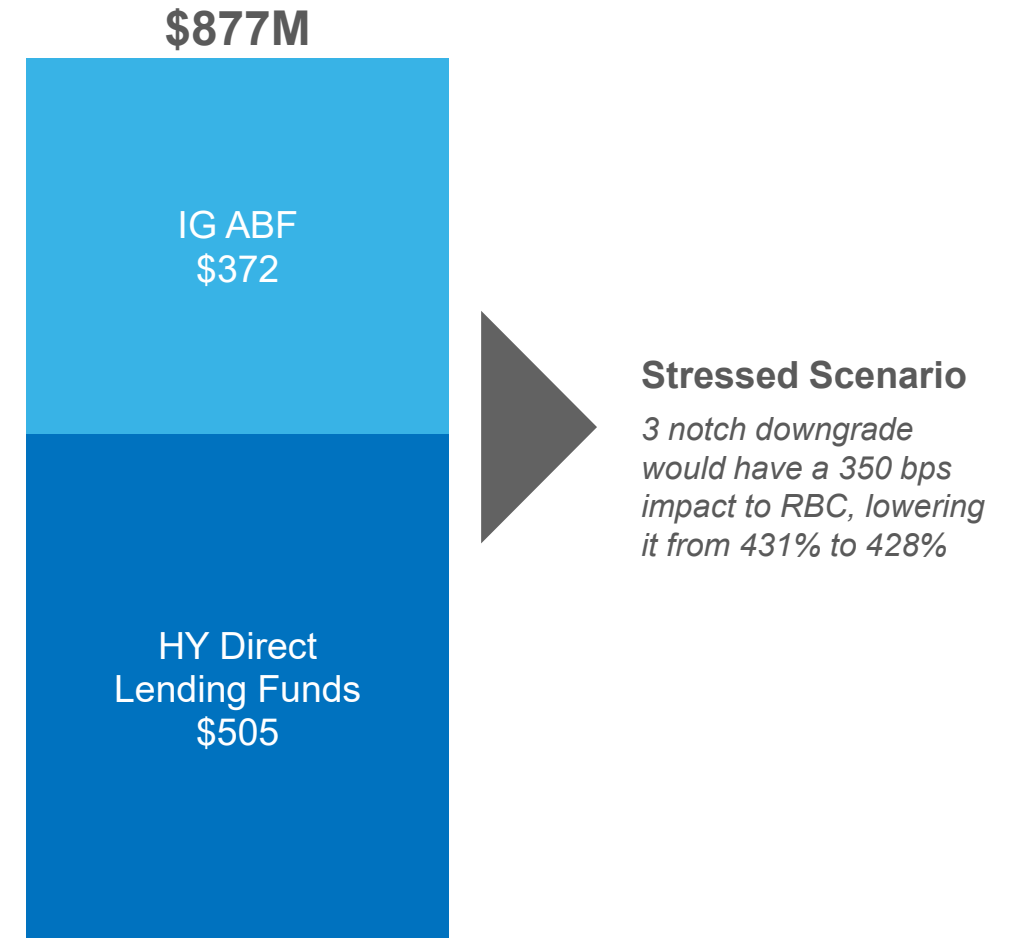 $877M
IG ABF
$372
HY Direct
Lending Funds
$505
Stressed Scenario
3 notch downgrade
would have a 350 bps
impact to RBC, lowering
it from 431% to 428%